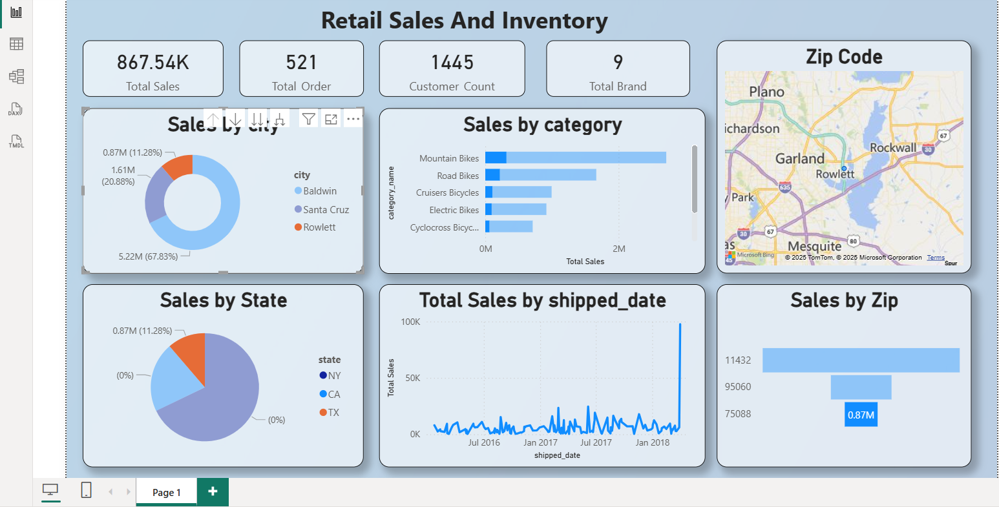 Retail Sales And Inventory
867.54K
Total Sales
521
Total Order
1445
Customer Count
9
Total Brand
Sales by city
0.87M (11.28%)
1.61M
(20.88%)
5.22M (67.83%)
city
Baldwin
Santa Cruz
Rowlett
Sales by category
category_name
Mountain Bikes
Road Bikes
Cruisers Bicycles
Electric Bikes
Cyclocross Bicyc...
0M
2M
Total Sales
Zip Code
Plano
ichardson
67
Rockwall
30
Garland
Rowlett
635
y Park
30
67
80
as
Mesquite
45
Microsoft Bing
© 2025 TomTom, © 2025 Microsoft Corporation
Terms
Spur
Sales by State
0.87M (11.28%)
(0%)
(0%)
state
NY
CA
TX
Total Sales by shipped_date
Total Sales
100K
50K
0K
Jul 2016
Jan 2017
Jul 2017
Jan 2018
shipped_date
Sales by Zip
11432
95060
75088
0.87M
DAX
TMDL
Page 1